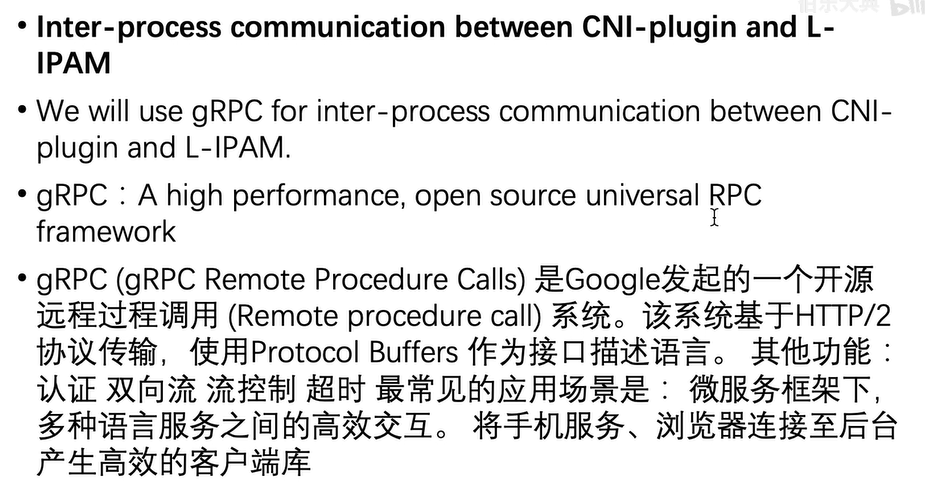 • Inter-process communication between CNI-plugin and L-
IPAM
• We will use gRPC for inter-process communication between CNI-
plugin and L-IPAM.
• gRPC：A high performance, open source universal RPC
framework
• gRPC (gRPC Remote Procedure Calls) 是Google发起的一个开源
远程过程调用 (Remote procedure call) 系统。该系统基于HTTP/2
协议传输，使用Protocol Buffers 作为接口描述语言。 其他功能：
认证 双向流 流控制 超时 最常见的应用场景是： 微服务框架下，
多种语言服务之间的高效交互。 将手机服务、浏览器连接至后台
产生高效的客户端库